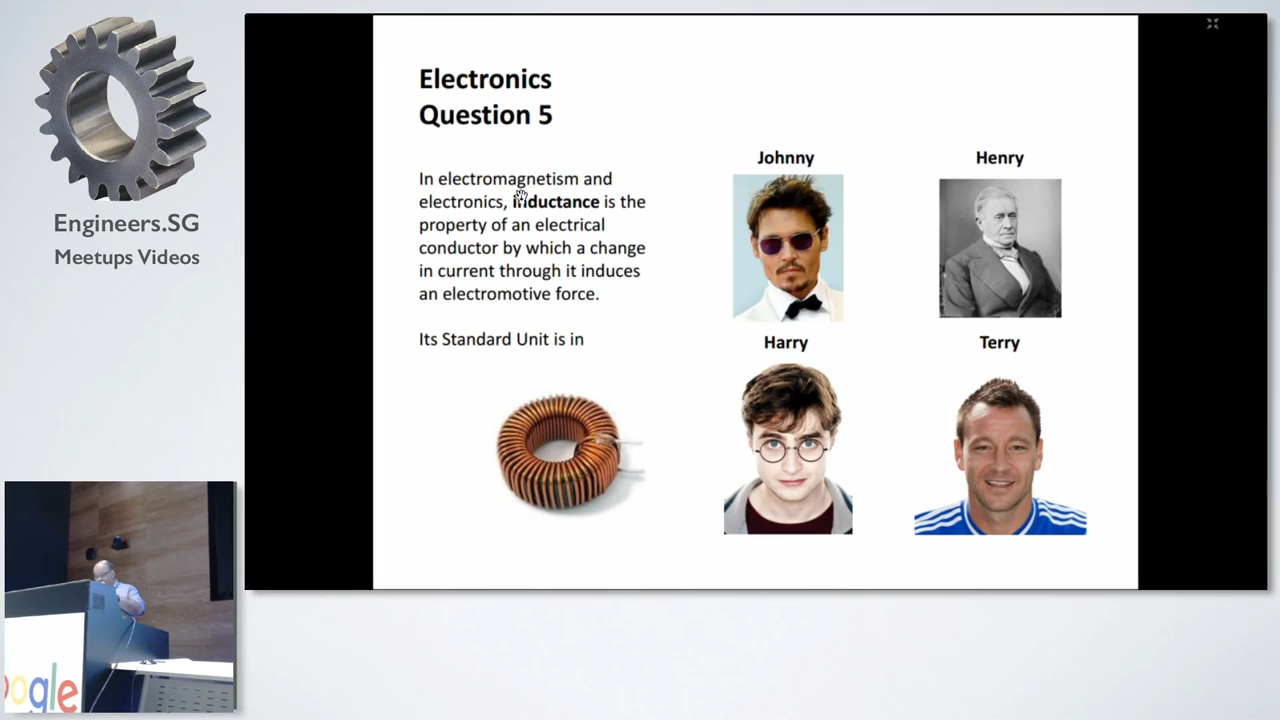 Engineers.SG
Meetups Videos
Electronics
Question 5
In electromagnetism and
electronics, inductance is the
property of an electrical
conductor by which a change
in current through it induces
an electromotive force.
Its Standard Unit is in
Johnny
Henry
Harry
Terry
oogle